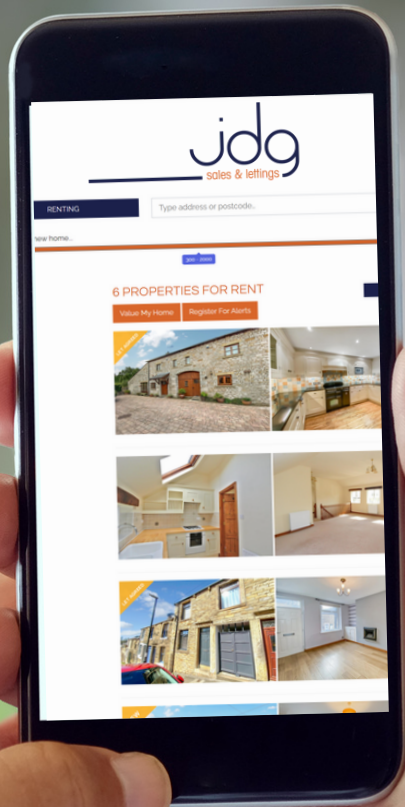 jdg
sales & lettings
RENTING
Type address or postcode..
new home...
6 PROPERTIES FOR RENT
Value My Home
Register For Alerts